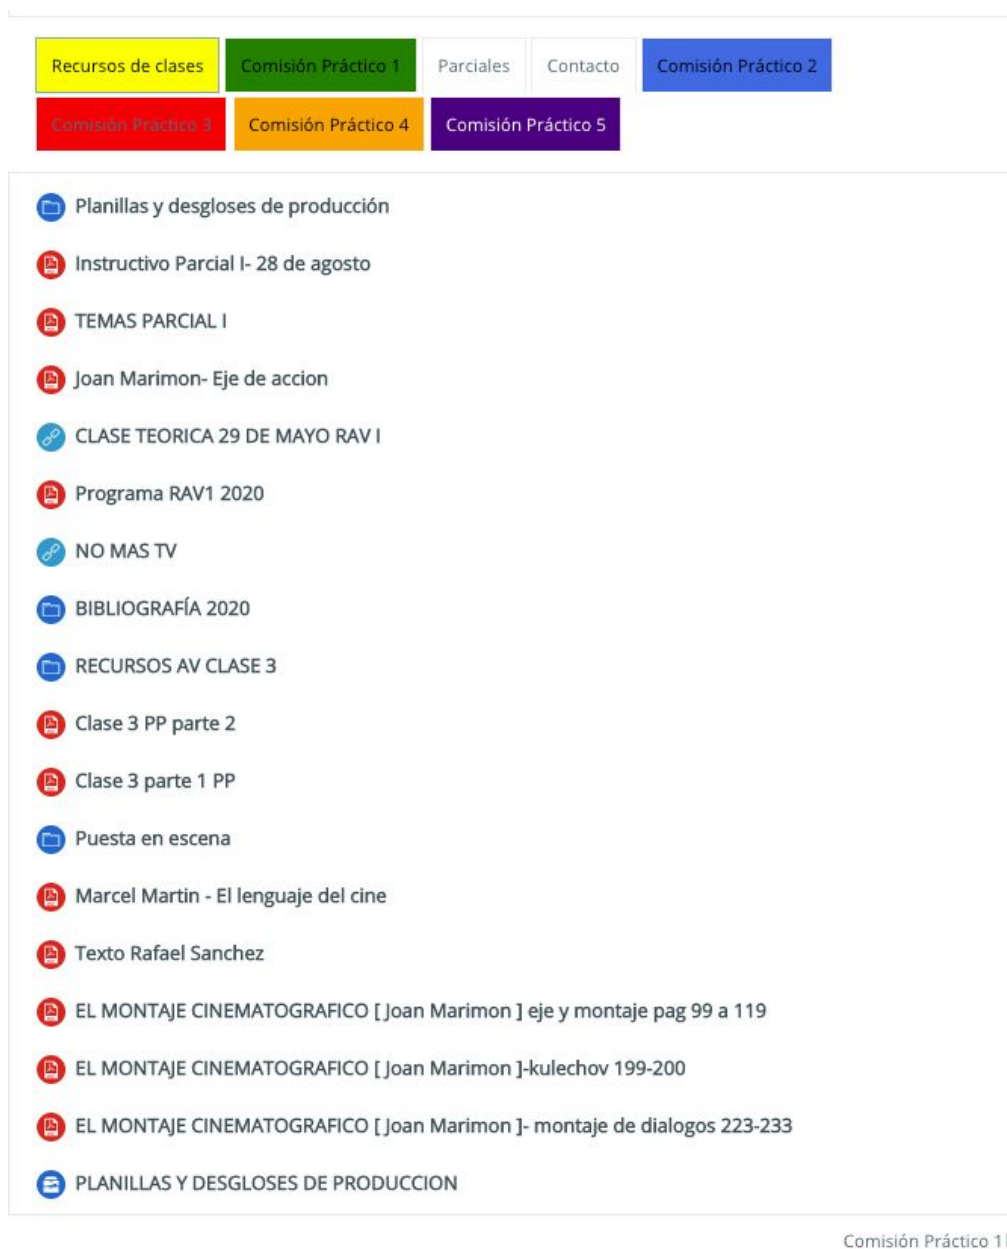 Recursos de clases Comisión Práctico 1 Parciales Contacto Comisión Práctico 2
Comisión Práctico 3 Comisión Práctico 4 Comisión Práctico 5
Planillas y desgloses de producción
Instructivo Parcial I- 28 de agosto
TEMAS PARCIAL I
Joan Marimon- Eje de accion
CLASE TEORICA 29 DE MAYO RAV I
Programa RAV1 2020
NO MAS TV
BIBLIOGRAFÍA 2020
RECURSOS AV CLASE 3
Clase 3 PP parte 2
Clase 3 parte 1 PP
Puesta en escena
Marcel Martin - El lenguaje del cine
Texto Rafael Sanchez
EL MONTAJE CINEMATOGRAFICO [ Joan Marimon ] eje y montaje pag 99 a 119
EL MONTAJE CINEMATOGRAFICO [ Joan Marimon ]-kulechov 199-200
EL MONTAJE CINEMATOGRAFICO [ Joan Marimon ]- montaje de dialogos 223-233
PLANILLAS Y DESGLOSES DE PRODUCCION
Comisión Práctico 1